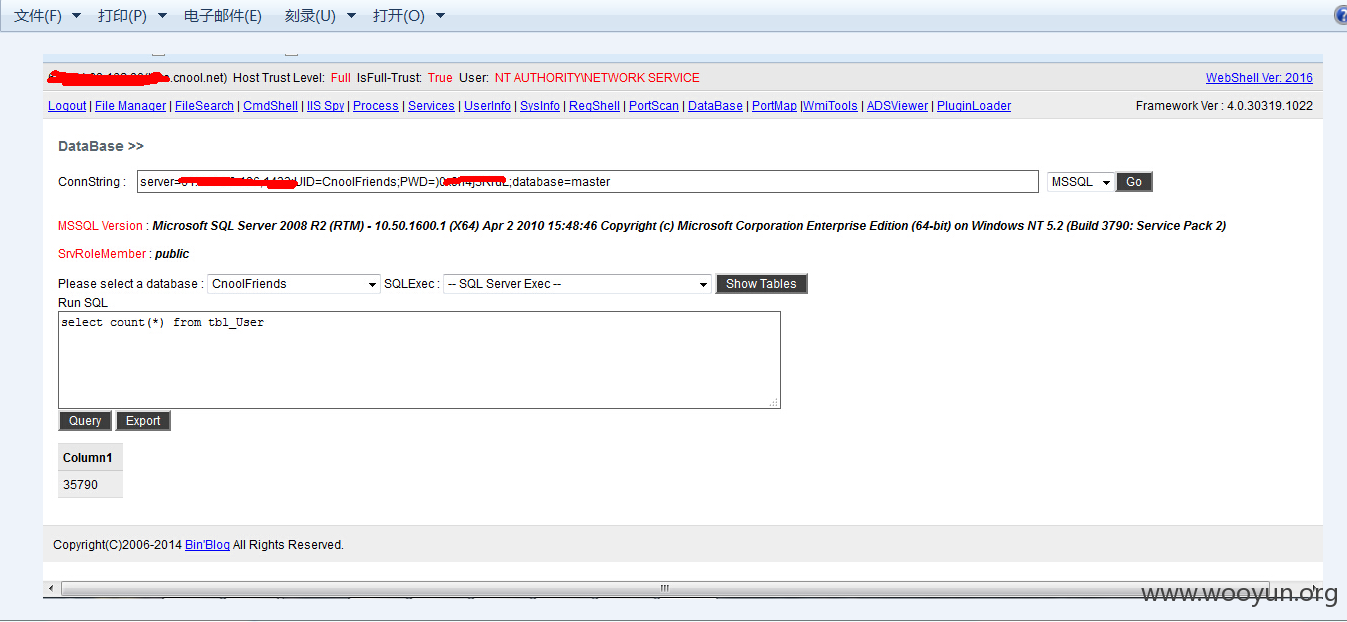 文件(F) 打印(P) 电子邮件(E) 刻录(U) 打开(O)
.cnool.net) Host Trust Level: Full IsFull-Trust: True User: NT AUTHORITY\NETWORK SERVICE WebShell Ver: 2016
Logout | File Manager | FileSearch | CmdShell | IIS Spy | Process | Services | UserInfo | SysInfo | RegShell | PortScan | DataBase | PortMap |WmiTools | ADSViewer | PluginLoader Framework Ver : 4.0.30319.1022
DataBase >>
ConnString : server= UID=CnoolFriends;PWD= ;database=master MSSQL Go
MSSQL Version : Microsoft SQL Server 2008 R2 (RTM) - 10.50.1600.1 (X64) Apr 2 2010 15:48:46 Copyright (c) Microsoft Corporation Enterprise Edition (64-bit) on Windows NT 5.2 (Build 3790: Service Pack 2)
SrvRoleMember : public
Please select a database : CnoolFriends SQLExec : -- SQL Server Exec -- Show Tables
Run SQL
select count(*) from tbl_User
Query Export
Column1
35790
Copyright(C)2006-2014 Bin'Blog All Rights Reserved.
www.wooyun.org